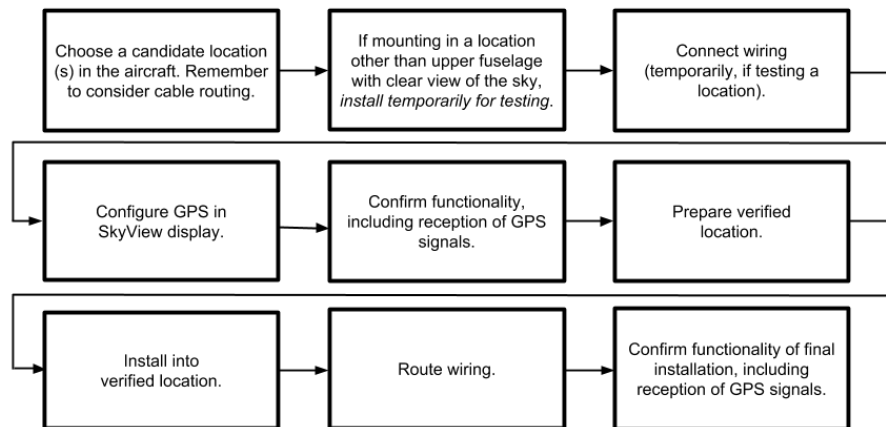 Choose a candidate location
(s) in the aircraft. Remember
to consider cable routing.
If mounting in a location
other than upper fuselage
with clear view of the sky,
install temporarily for testing.
Connect wiring
(temporarily, if testing a
location).
Configure GPS in
SkyView display.
Confirm functionality,
including reception of GPS
signals.
Prepare verified
location.
Install into
verified location.
Route wiring.
Confirm functionality of final
installation, including
reception of GPS signals.